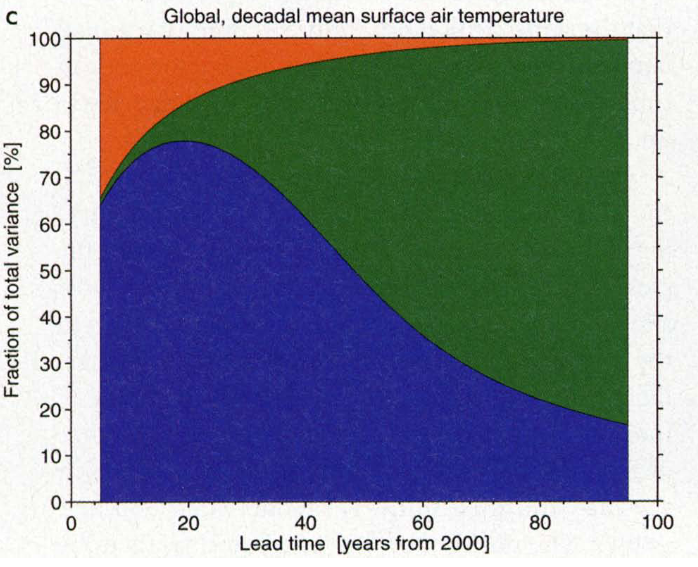 C
Global, decadal mean surface air temperature
Fraction of total variance [%]
100
90
80
70
60
50
40
30
20
10
0
0 20 40 60 80 100
Lead time [years from 2000]